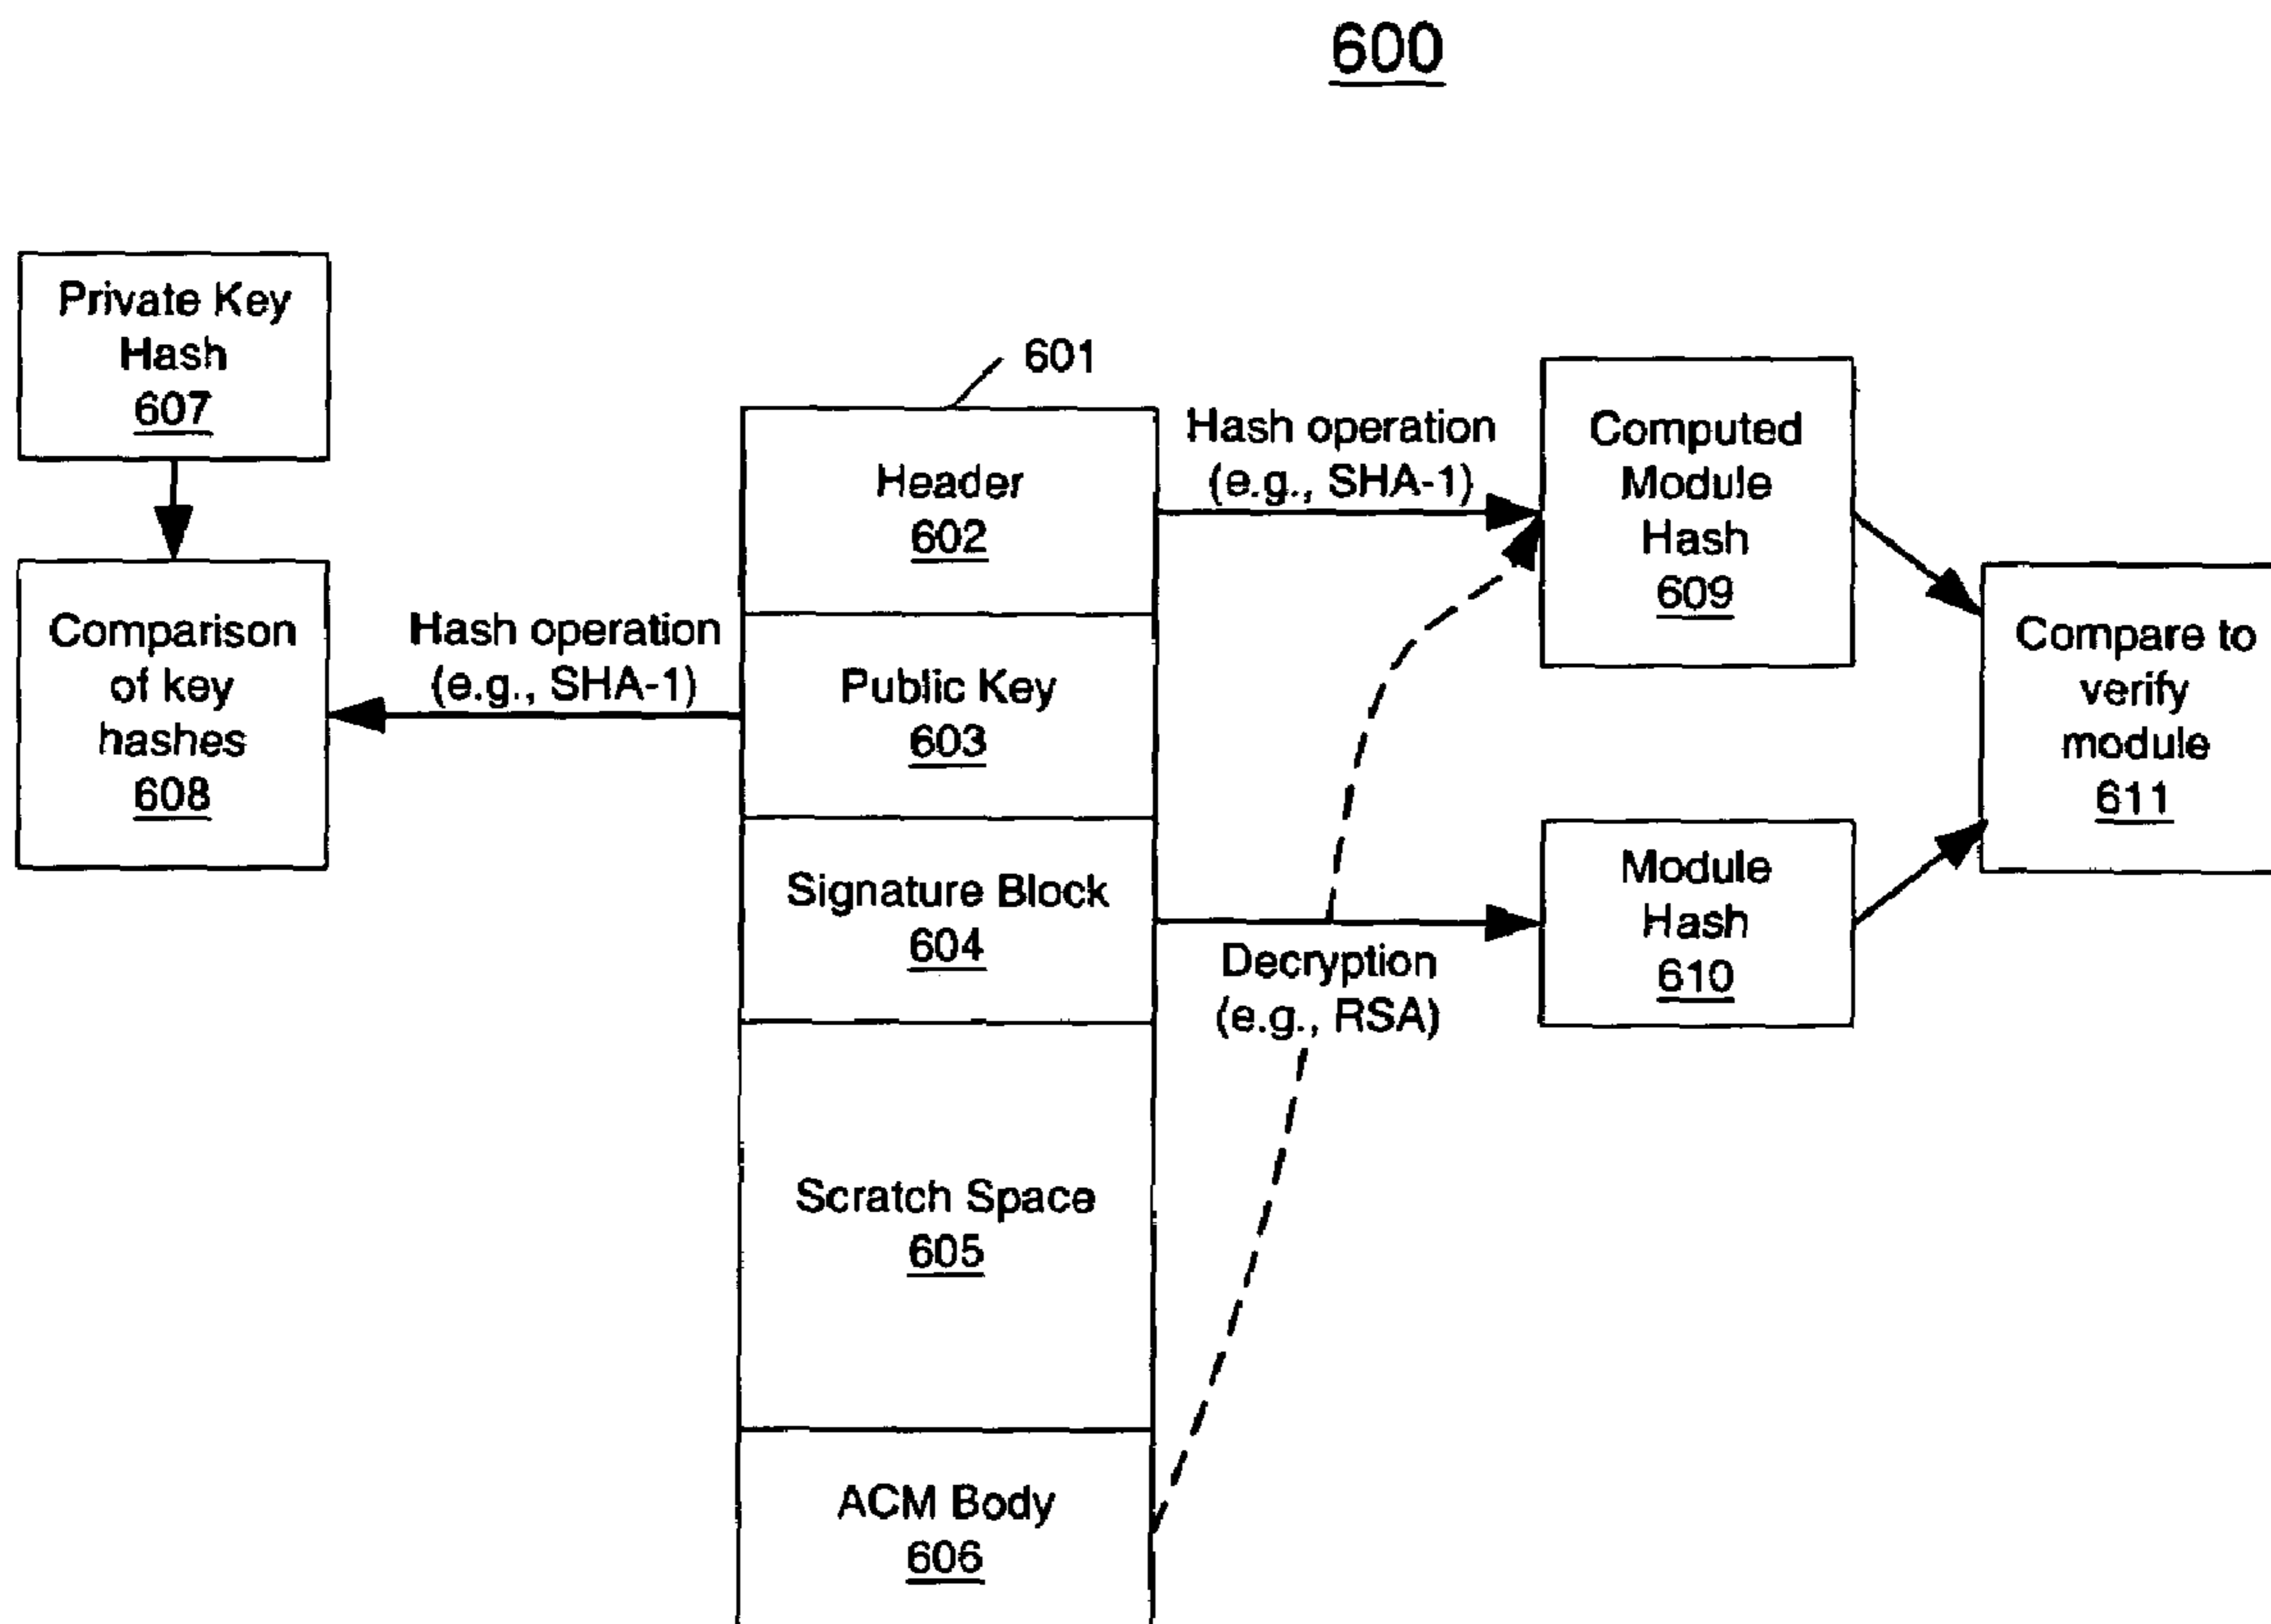 600
Private Key
Hash
607
Comparison
of key
hashes
608
Hash operation
(e.g., SHA-1)
601
Header
602
Public Key
603
Signature Block
604
Scratch Space
605
ACM Body
606
Hash operation
(e.g., SHA-1)
Decryption
(e.g., RSA)
Computed
Module
Hash
609
Module
Hash
610
Compare to
verify
module
611